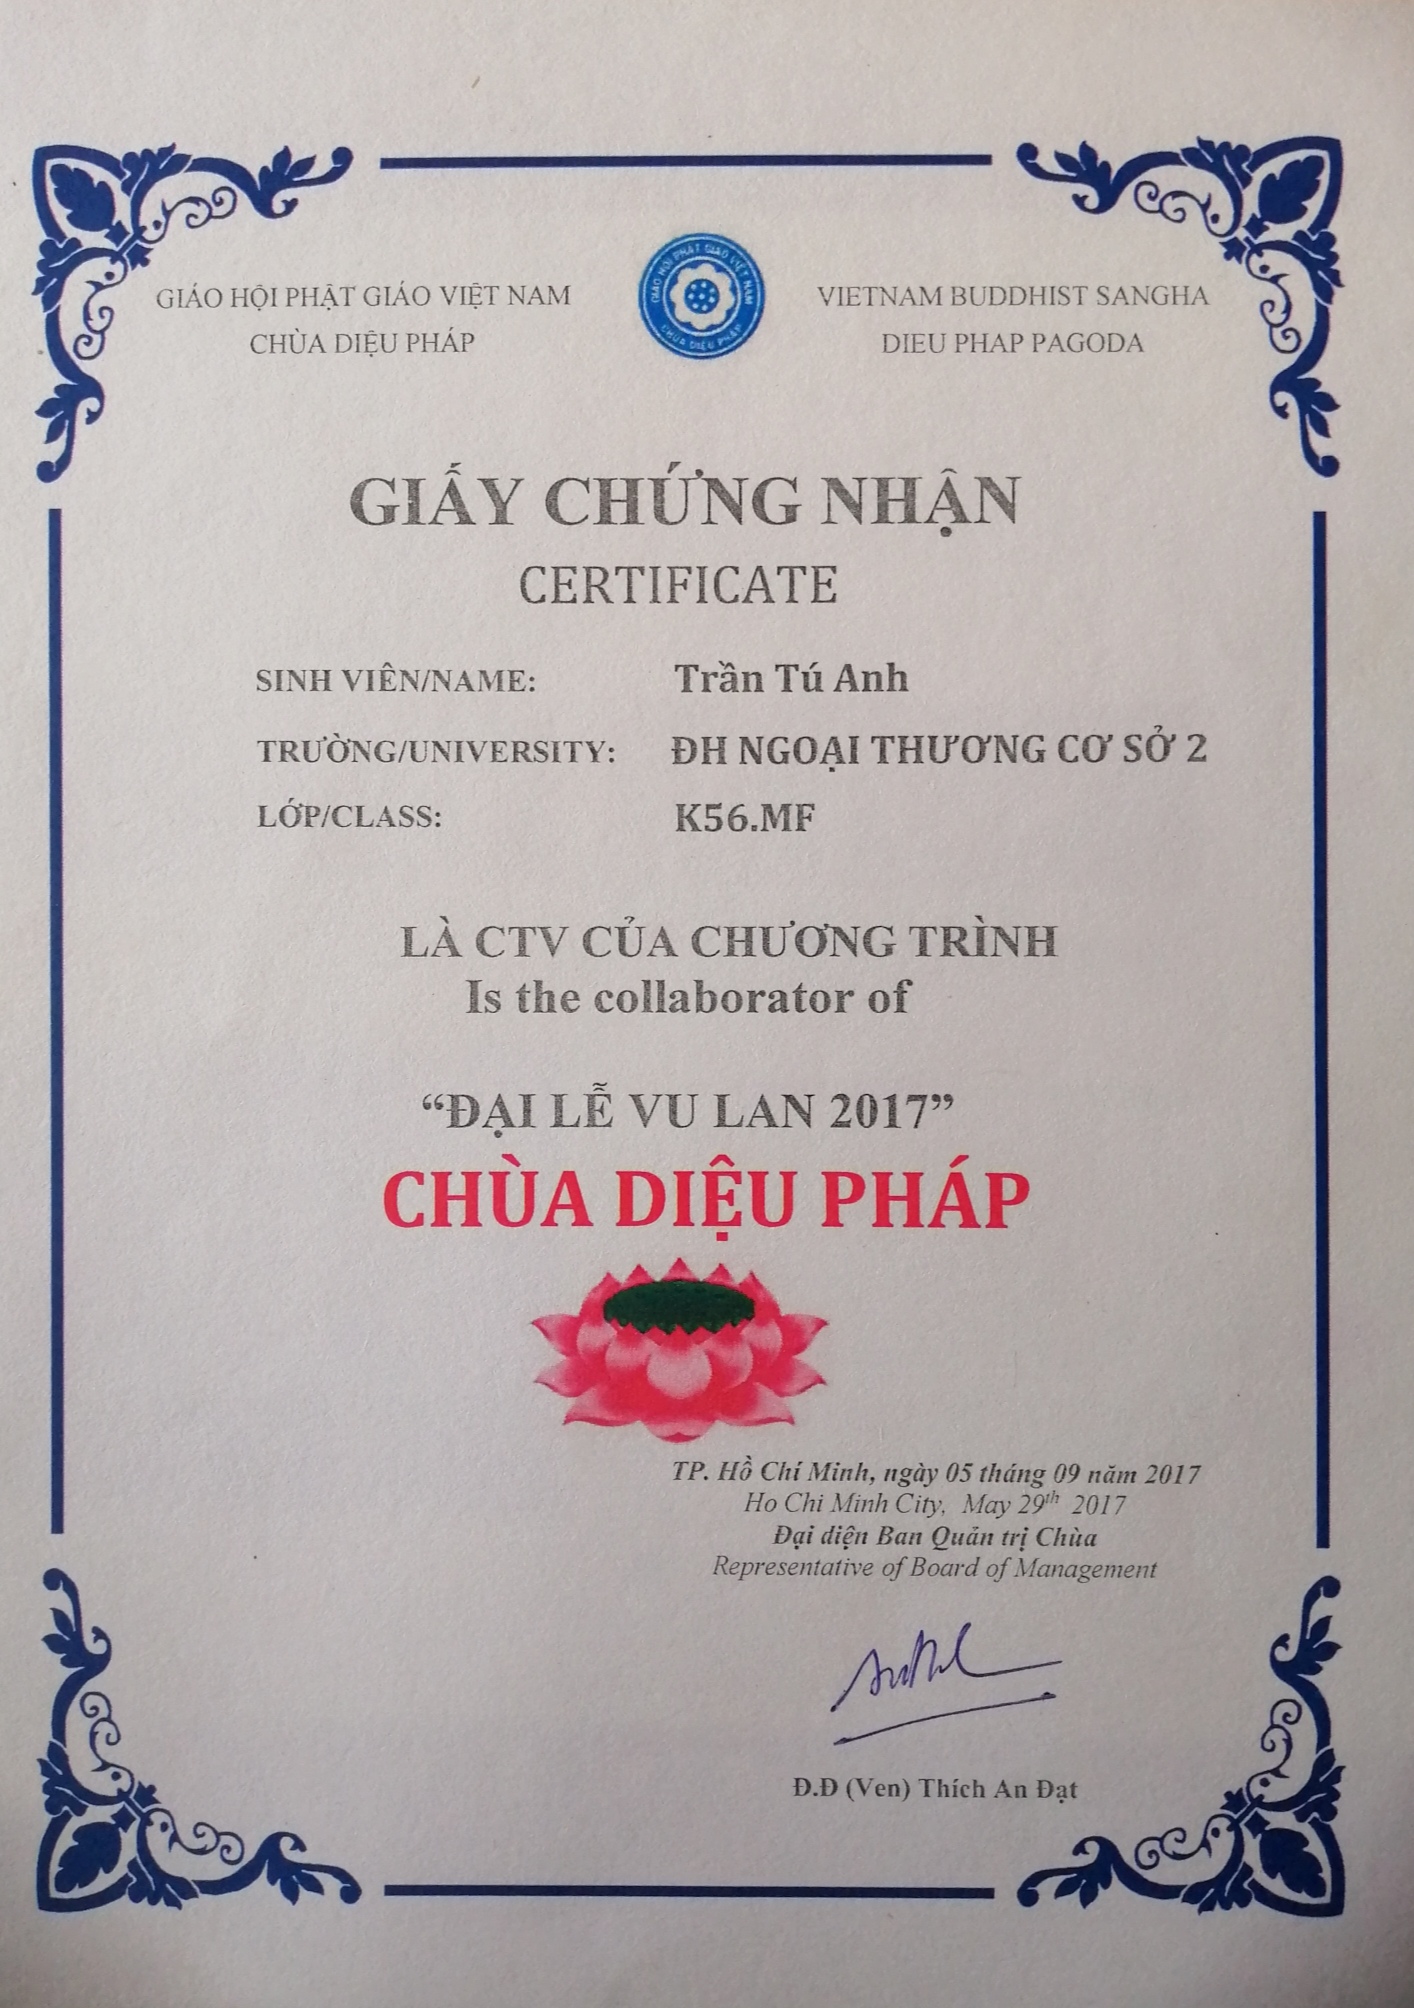 GIÁO HỘI PHẬT GIÁO VIỆT NAM
CHÙA DIỆU PHÁP
GIÁO HỘI PHẬT GIÁO VIỆT NAM
CHÙA DIỆU PHÁP
VIETNAM BUDDHIST SANGHA
DIEU PHAP PAGODA
GIẤY CHỨNG NHẬN
CERTIFICATE
SINH VIÊN/NAME: Trần Tú Anh
TRƯỜNG/UNIVERSITY: ĐH NGOẠI THƯƠNG CƠ SỞ 2
LỚP/CLASS: K56.MF
LÀ CTV CỦA CHƯƠNG TRÌNH
Is the collaborator of
“ĐẠI LỄ VU LAN 2017”
CHÙA DIỆU PHÁP
TP. Hồ Chí Minh, ngày 05 tháng 09 năm 2017
Ho Chi Minh City, May 29th 2017
Đại diện Ban Quản trị Chùa
Representative of Board of Management
Đ.Đ (Ven) Thích An Đạt